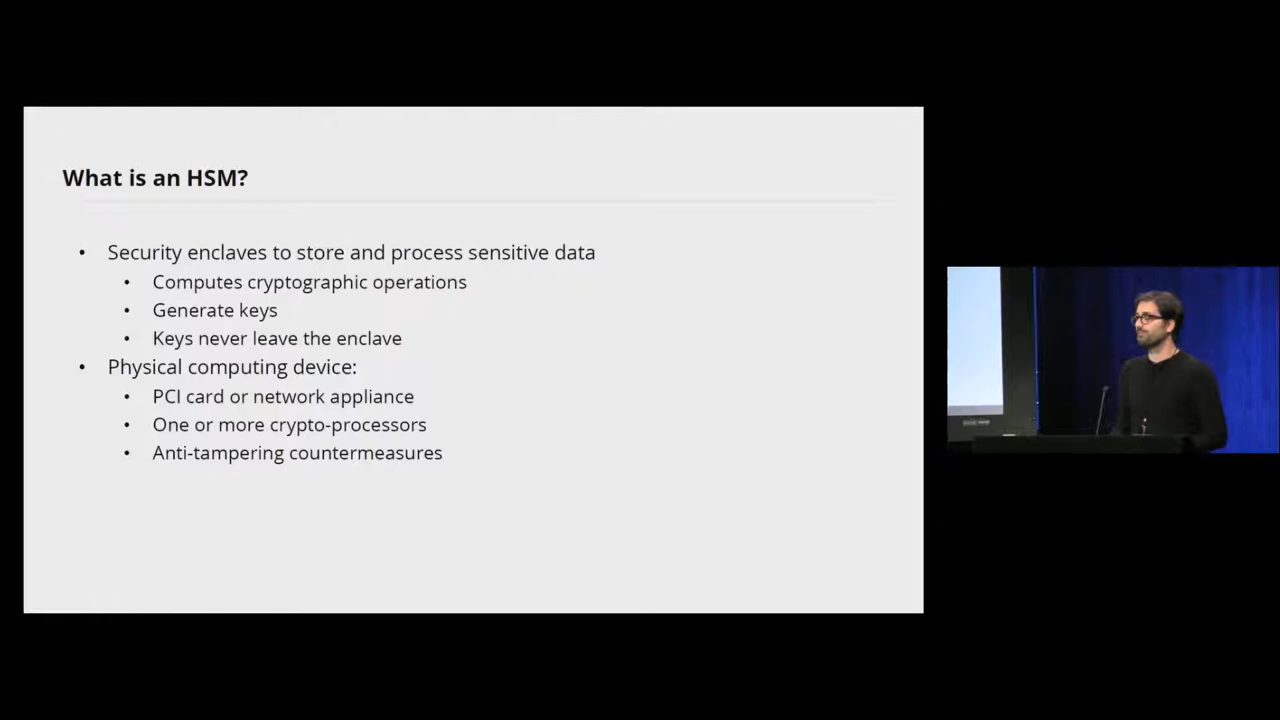 What is an HSM?
• Security enclaves to store and process sensitive data
• Computes cryptographic operations
• Generate keys
• Keys never leave the enclave
• Physical computing device:
• PCI card or network appliance
• One or more crypto-processors
• Anti-tampering countermeasures